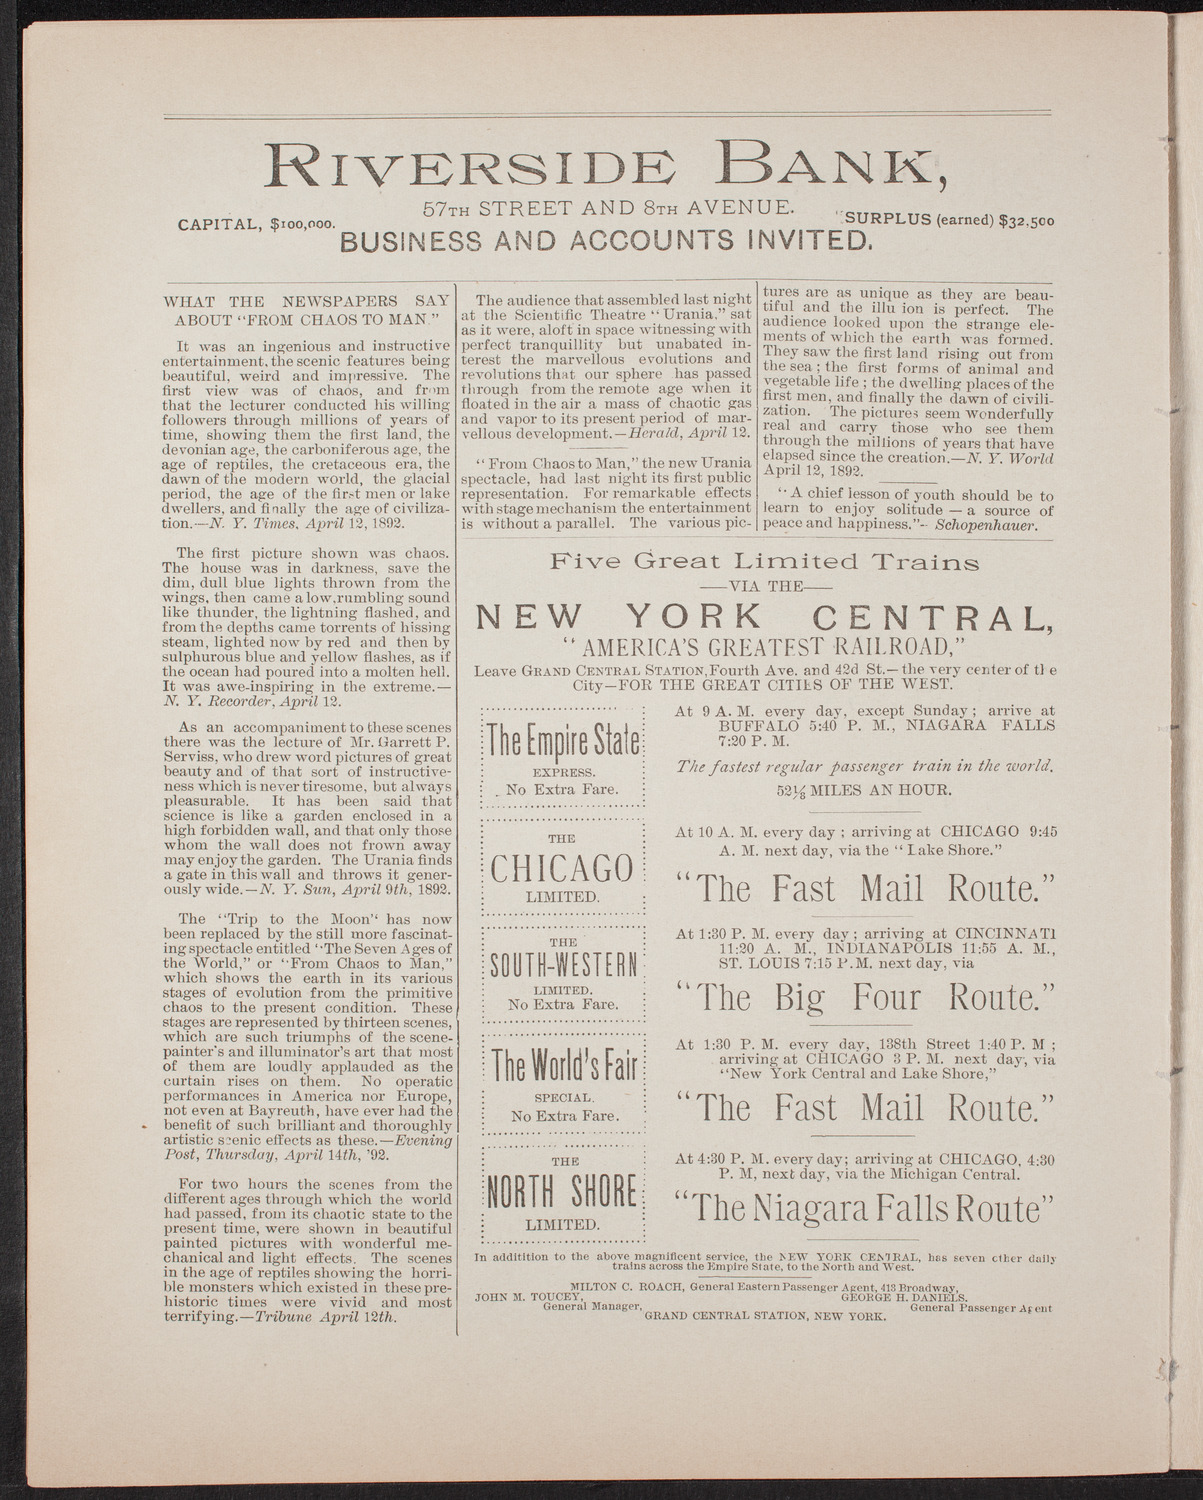 RIVERSIDE BANK,
57TH STREET AND 8TH AVENUE.
CAPITAL, $100,000.
SURPLUS (earned) $32,500
BUSINESS AND ACCOUNTS INVITED.
WHAT THE NEWSPAPERS SAY
ABOUT "FROM CHAOS TO MAN."
It was an ingenious and instructive
entertainment, the scenic features being
beautiful, weird and impressive. The
first view was of chaos, and from
that the lecturer conducted his willing
followers through millions of years of
time, showing them the first land, the
devonian age, the carboniferous age, the
age of reptiles, the cretaceous era, the
dawn of the modern world, the glacial
period, the age of the first men or lake
dwellers, and finally the age of civiliza-
tion.—N. Y. Times, April 12, 1892.
The first picture shown was chaos.
The house was in darkness, save the
dim, dull blue lights thrown from the
wings, then came a low, rumbling sound
like thunder, the lightning flashed, and
from the depths came torrents of hissing
steam, lighted now by red and then by
sulphurous blue and yellow flashes, as if
the ocean had poured into a molten hell.
It was awe-inspiring in the extreme.—
N. Y. Recorder, April 12.
As an accompaniment to these scenes
there was the lecture of Mr. Garrett P.
Serviss, who drew word pictures of great
beauty and of that sort of instructive-
ness which is never tiresome, but always
pleasurable. It has been said that
science is like a garden enclosed in a
high forbidden wall, and that only those
whom the wall does not frown away
may enjoy the garden. The Urania finds
a gate in this wall and throws it gener-
ously wide.—N. Y. Sun, April 9th, 1892.
The "Trip to the Moon" has now
been replaced by the still more fascinat-
ing spectacle entitled "The Seven Ages of
the World," or "From Chaos to Man,"
which shows the earth in its various
stages of evolution from the primitive
chaos to the present condition. These
stages are represented by thirteen scenes,
which are such triumphs of the scene-
painter's and illuminator's art that most
of them are loudly applauded as the
curtain rises on them. No operatic
performances in America nor Europe,
not even at Bayreuth, have ever had the
benefit of such brilliant and thoroughly
artistic scenic effects as these.—Evening
Post, Thursday, April 14th, '92.
For two hours the scenes from the
different ages through which the world
had passed, from its chaotic state to the
present time, were shown in beautiful
painted pictures with wonderful me-
chanical and light effects. The scenes
in the age of reptiles showing the horri-
ble monsters which existed in these pre-
historic times were vivid and most
terrifying.—Tribune April 12th.
The audience that assembled last night
at the Scientific Theatre "Urania," sat
as it were, aloft in space witnessing with
perfect tranquillity but unabated in-
terest the marvellous evolutions and
revolutions that our sphere has passed
through from the remote age when it
floated in the air a mass of chaotic gas
and vapor to its present period of mar-
vellous development.—Herald, April 12.
"From Chaos to Man," the new Urania
spectacle, had last night its first public
representation. For remarkable effects
with stage mechanism the entertainment
is without a parallel. The various pic-
tures are as unique as they are beau-
tiful and the illu ion is perfect. The
audience looked upon the strange ele-
ments of which the earth was formed.
They saw the first land rising out from
the sea; the first forms of animal and
vegetable life; the dwelling places of the
first men, and finally the dawn of civili-
zation. The pictures seem wonderfully
real and carry those who see them
through the millions of years that have
elapsed since the creation.—N. Y. World
April 12, 1892.
"A chief lesson of youth should be to
learn to enjoy solitude — a source of
peace and happiness."—Schopenhauer.
Five Great Limited Trains
—VIA THE—
NEW YORK CENTRAL,
"AMERICA'S GREATEST RAILROAD,"
Leave GRAND CENTRAL STATION, Fourth Ave. and 42d St.—the very center of the
City—FOR THE GREAT CITIES OF THE WEST.
The Empire State
EXPRESS.
No Extra Fare.
At 9 A. M. every day, except Sunday; arrive at
BUFFALO 5:40 P. M., NIAGARA FALLS
7:20 P. M.
The fastest regular passenger train in the world.
52⅙ MILES AN HOUR.
THE
CHICAGO
LIMITED.
At 10 A. M. every day; arriving at CHICAGO 9:45
A. M. next day, via the "Lake Shore."
"The Fast Mail Route."
THE
SOUTH-WESTERN
LIMITED.
No Extra Fare.
At 1:30 P. M. every day; arriving at CINCINNATI
11:20 A. M., INDIANAPOLIS 11:55 A. M.,
ST. LOUIS 7:15 P.M. next day, via
"The Big Four Route."
The World's Fair
SPECIAL.
No Extra Fare.
At 1:30 P. M. every day, 138th Street 1:40 P. M;
arriving at CHICAGO 3 P. M. next day, via
"New York Central and Lake Shore,"
"The Fast Mail Route."
THE
NORTH SHORE
LIMITED.
At 4:30 P. M. every day; arriving at CHICAGO, 4:30
P. M, next day, via the Michigan Central.
"The Niagara Falls Route"
In additition to the above magnificent service, the NEW YORK CENTRAL, has seven other daily
trains across the Empire State, to the North and West.
MILTON C. ROACH, General Eastern Passenger Agent, 413 Broadway,
JOHN M. TOUCEY,
General Manager,
GEORGE H. DANIELS,
General Passenger Agent
GRAND CENTRAL STATION, NEW YORK.